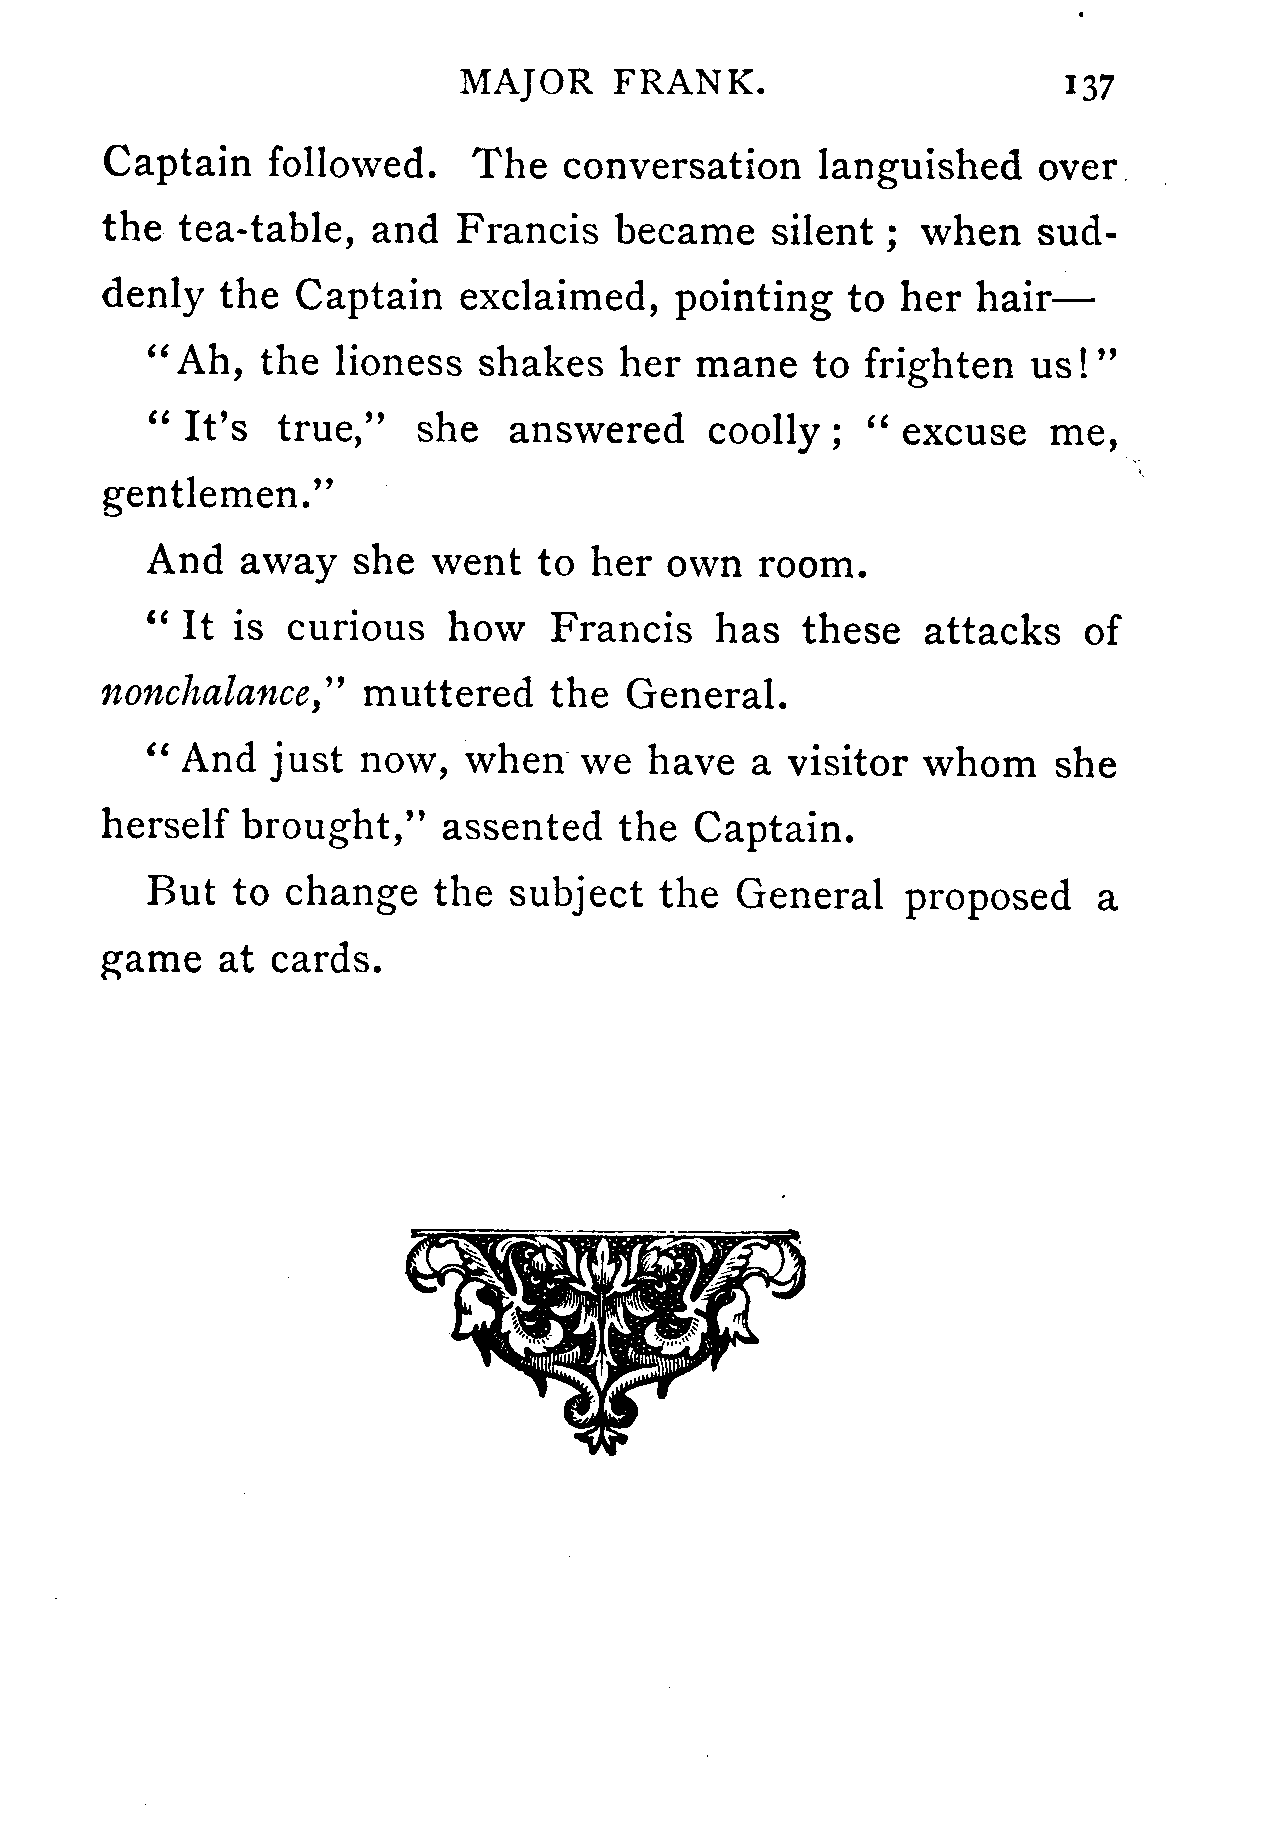 MAJOR FRANK. 137
Captain followed. The conversation languished over
the tea-table, and Francis became silent ; when sud-
denly the Captain exclaimed, pointing to her hair—
“Ah, the lioness shakes her mane to frighten us!”
“ It’s true,” she answered coolly ; “ excuse me,
gentlemen.”
And away she went to her own room.
“ It is curious how Francis has these attacks of
nonchalance,” muttered the General.
“ And just now, when we have a visitor whom she
herself brought,” assented the Captain.
But to change the subject the General proposed a
game at cards.